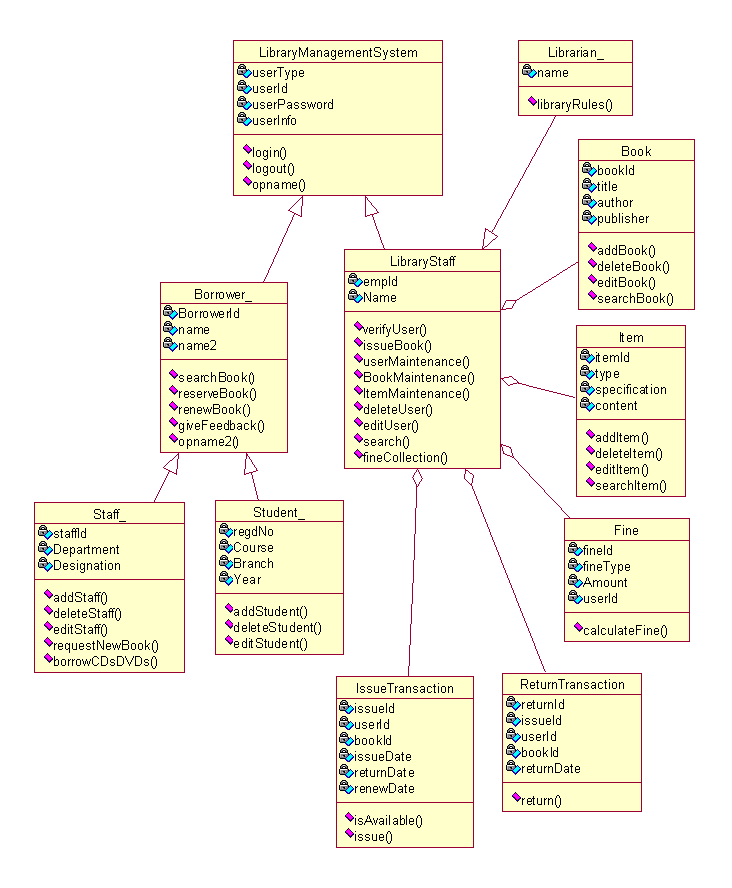 LibraryManagementSystem
userType
userId
userPassword
userInfo
login()
logout()
opname()
Librarian_
name
libraryRules()
Book
bookId
title
author
publisher
addBook()
deleteBook()
editBook()
searchBook()
LibraryStaff
empId
Name
verifyUser()
issueBook()
userMaintenance()
BookMaintenance()
ItemMaintenance()
deleteUser()
editUser()
search()
fineCollection()
Borrower_
BorrowerId
name
name2
searchBook()
reserveBook()
renewBook()
giveFeedback()
opname2()
Item
itemId
type
specification
content
addItem()
deleteItem()
editItem()
searchItem()
Staff_
staffId
Department
Designation
addStaff()
deleteStaff()
editStaff()
requestNewBook()
borrowCDsDVDs()
Student_
regdNo
Course
Branch
Year
addStudent()
deleteStudent()
editStudent()
Fine
fineId
fineType
Amount
userId
calculateFine()
IssueTransaction
issueId
userId
bookId
issueDate
returnDate
renewDate
isAvailable()
issue()
ReturnTransaction
returnId
issueId
userId
bookId
returnDate
return()